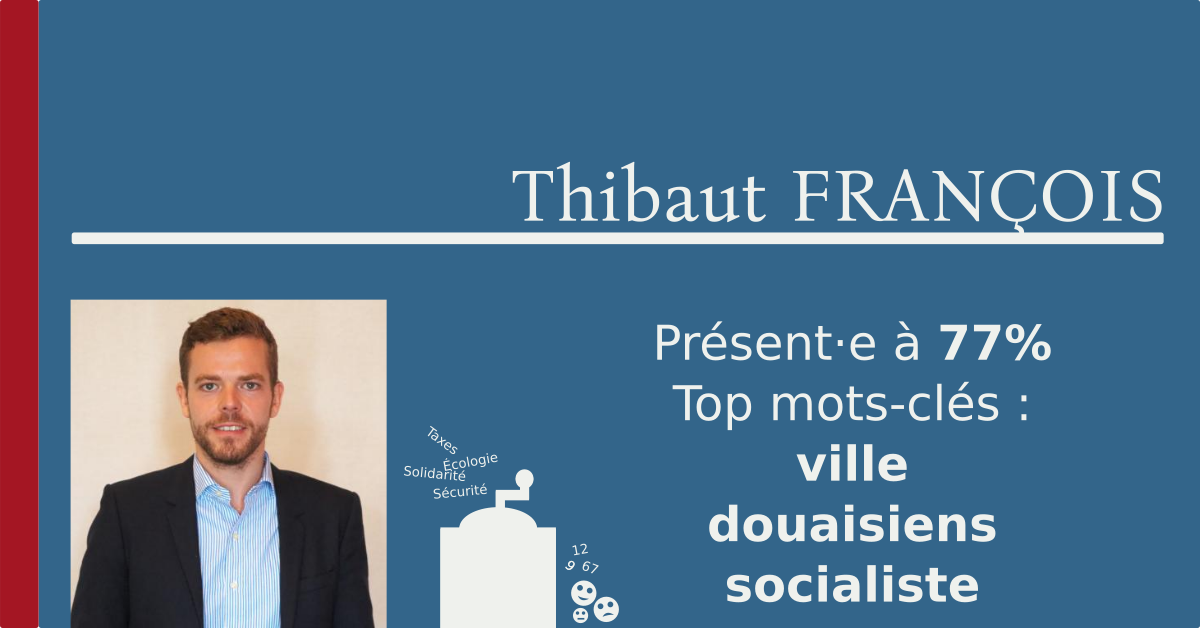 Thibaut FRANÇOIS
Présent·e à 77%
Top mots-clés :
ville
douaisiens
socialiste
Taxes
Écologie
Solidarité
Sécurité
12
9 67